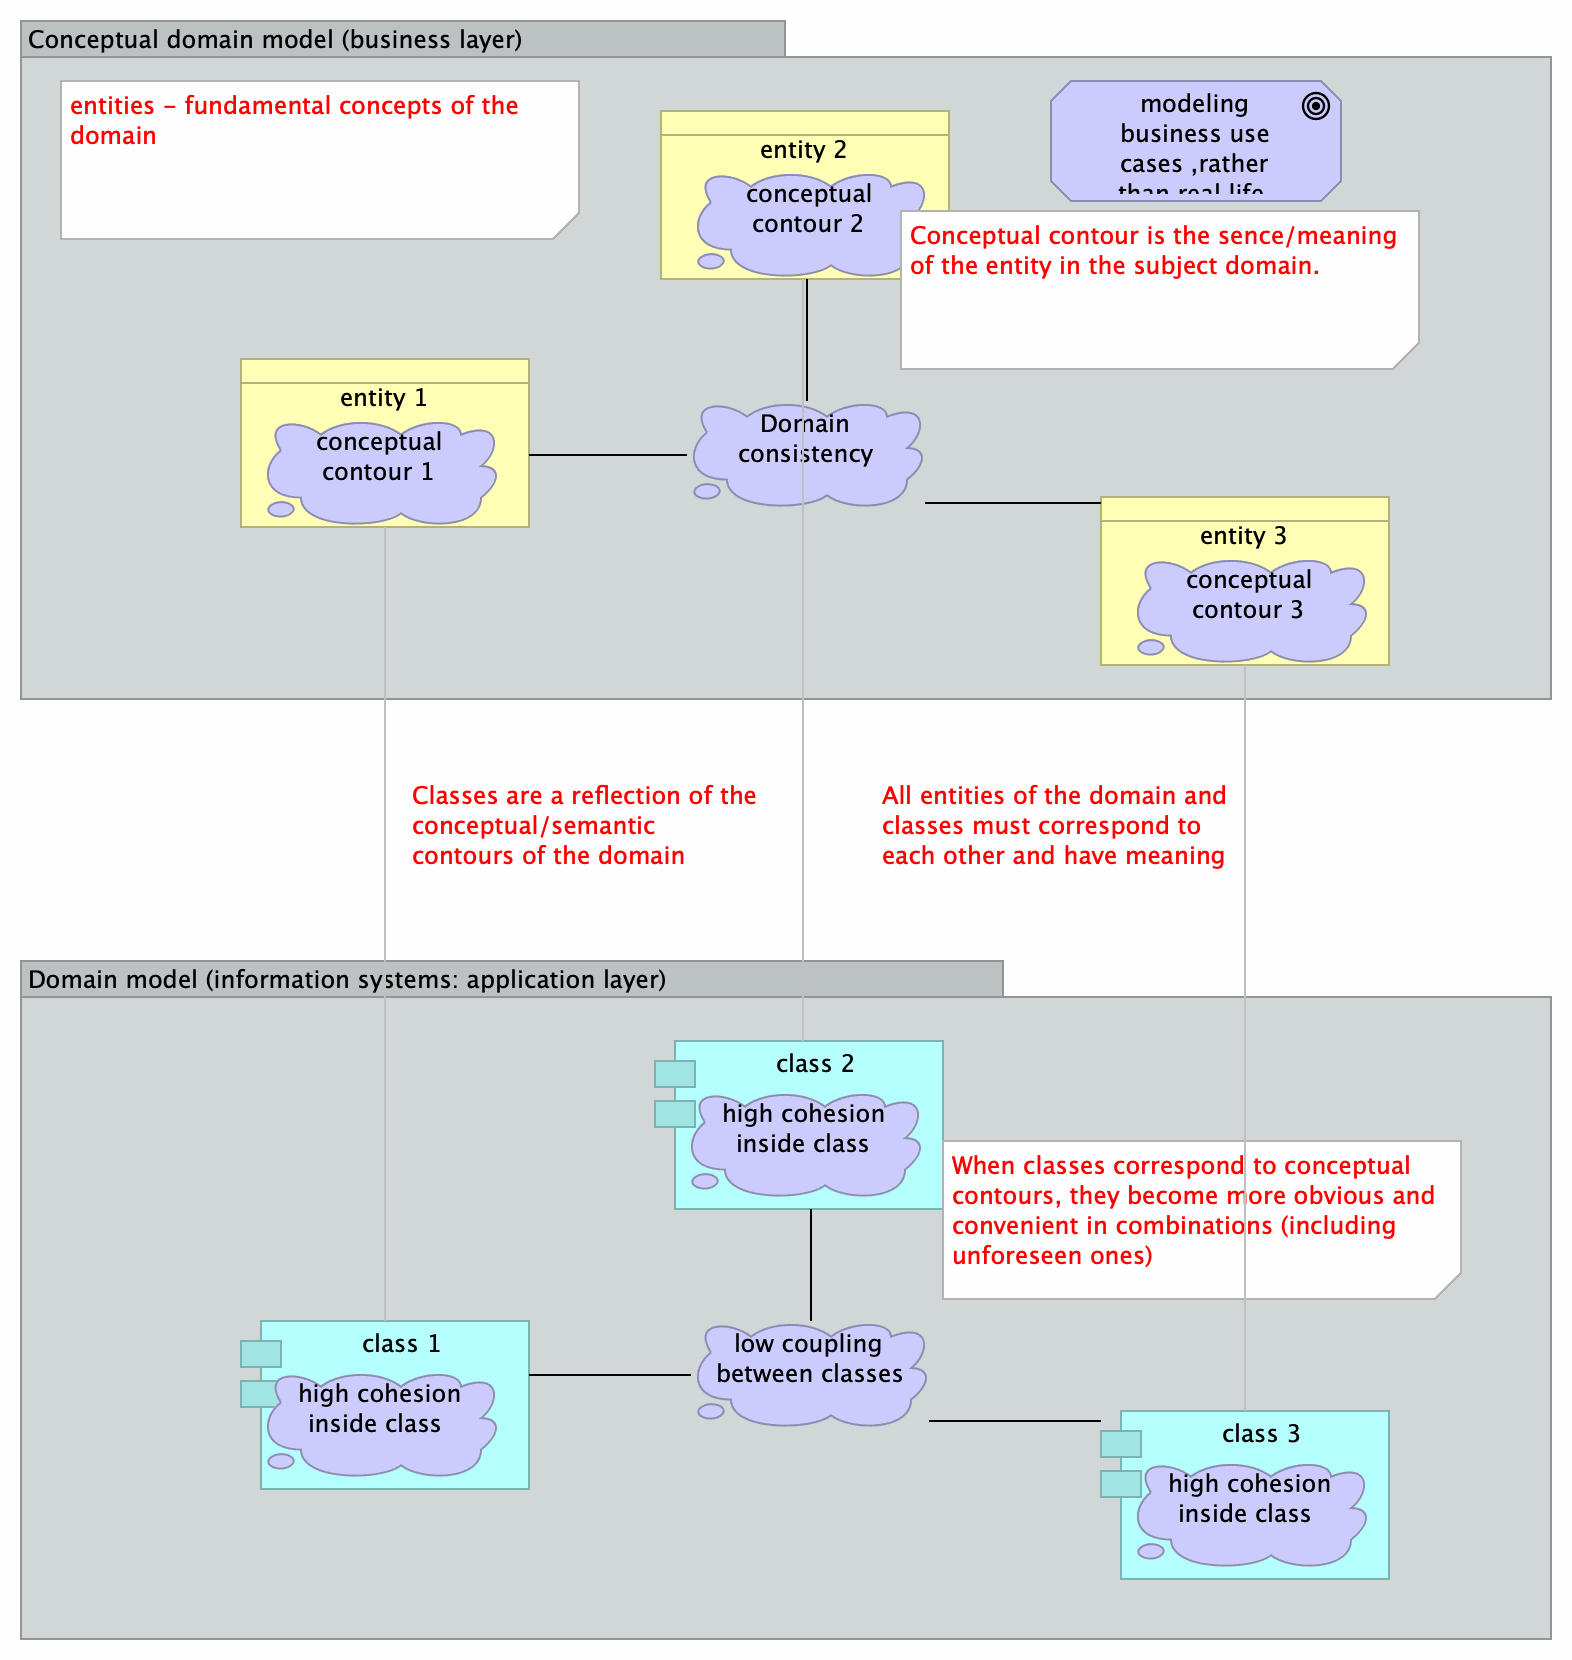 Conceptual domain model (business layer)
entities - fundamental concepts of the
domain
entity 2
conceptual
contour 2
modeling
business use
cases ,rather
than real life
Conceptual contour is the sence/meaning
of the entity in the subject domain.
entity 1
conceptual
contour 1
Domain
consistency
entity 3
conceptual
contour 3
Classes are a reflection of the
conceptual/semantic
contours of the domain
All entities of the domain and
classes must correspond to
each other and have meaning
Domain model (information systems: application layer)
class 2
high cohesion
inside class
When classes correspond to conceptual
contours, they become more obvious and
convenient in combinations (including
unforeseen ones)
class 1
high cohesion
inside class
low coupling
between classes
class 3
high cohesion
inside class